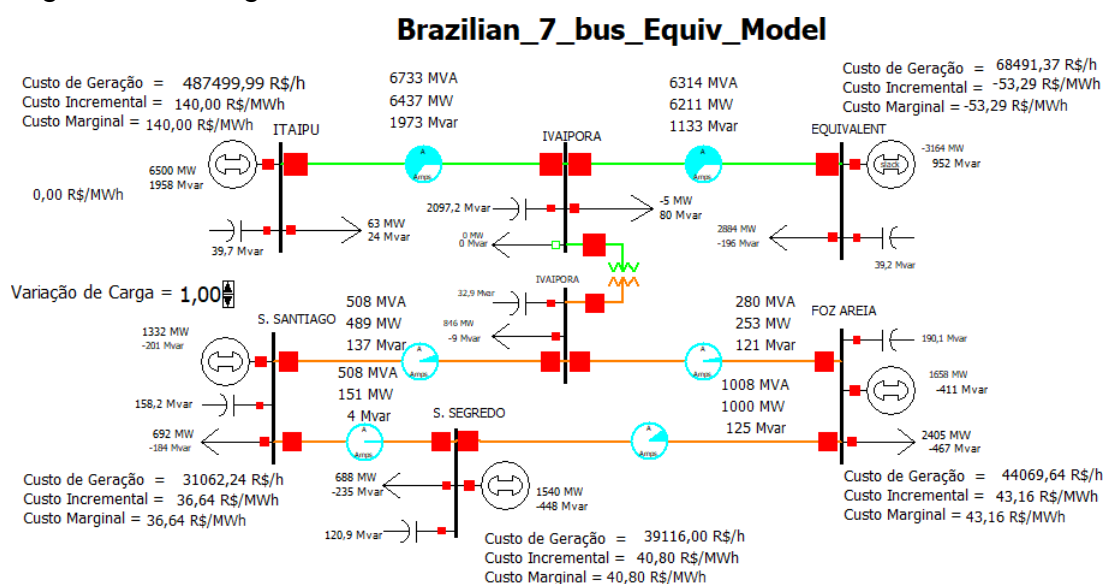 Brazilian_7_bus_Equiv_Model
Custo de Geração = 487499,99 R$/h
Custo Incremental = 140,00 R$/MWh
Custo Marginal = 140,00 R$/MWh
6733 MVA
6437 MW
1973 Mvar
6314 MVA
6211 MW
1133 Mvar
Custo de Geração = 68491,37 R$/h
Custo Incremental = -53,29 R$/MWh
Custo Marginal = -53,29 R$/MWh
ITAIPU
IVAIPORA
EQUIVALENT
A
Amps
A
Amps
slack
6500 MW
1958 Mvar
-3164 MW
952 Mvar
0,00 R$/MWh
39,7 Mvar
63 MW
24 Mvar
2097,2 Mvar
-5 MW
80 Mvar
0 MW
0 Mvar
2884 MW
-196 Mvar
39,2 Mvar
Variação de Carga = 1,00
IVAIPORA
32,9 Mvar
846 MW
-9 Mvar
S. SANTIAGO
508 MVA
489 MW
137 Mvar
280 MVA
253 MW
121 Mvar
FOZ AREIA
1332 MW
-201 Mvar
A
Amps
A
Amps
190,1 Mvar
1658 MW
-411 Mvar
158,2 Mvar
508 MVA
151 MW
4 Mvar
1008 MVA
1000 MW
125 Mvar
S. SEGREDO
692 MW
-184 Mvar
A
Amps
A
Amps
2405 MW
-467 Mvar
688 MW
-235 Mvar
1540 MW
-448 Mvar
120,9 Mvar
Custo de Geração = 31062,24 R$/h
Custo Incremental = 36,64 R$/MWh
Custo Marginal = 36,64 R$/MWh
Custo de Geração = 39116,00 R$/h
Custo Incremental = 40,80 R$/MWh
Custo Marginal = 40,80 R$/MWh
Custo de Geração = 44069,64 R$/h
Custo Incremental = 43,16 R$/MWh
Custo Marginal = 43,16 R$/MWh